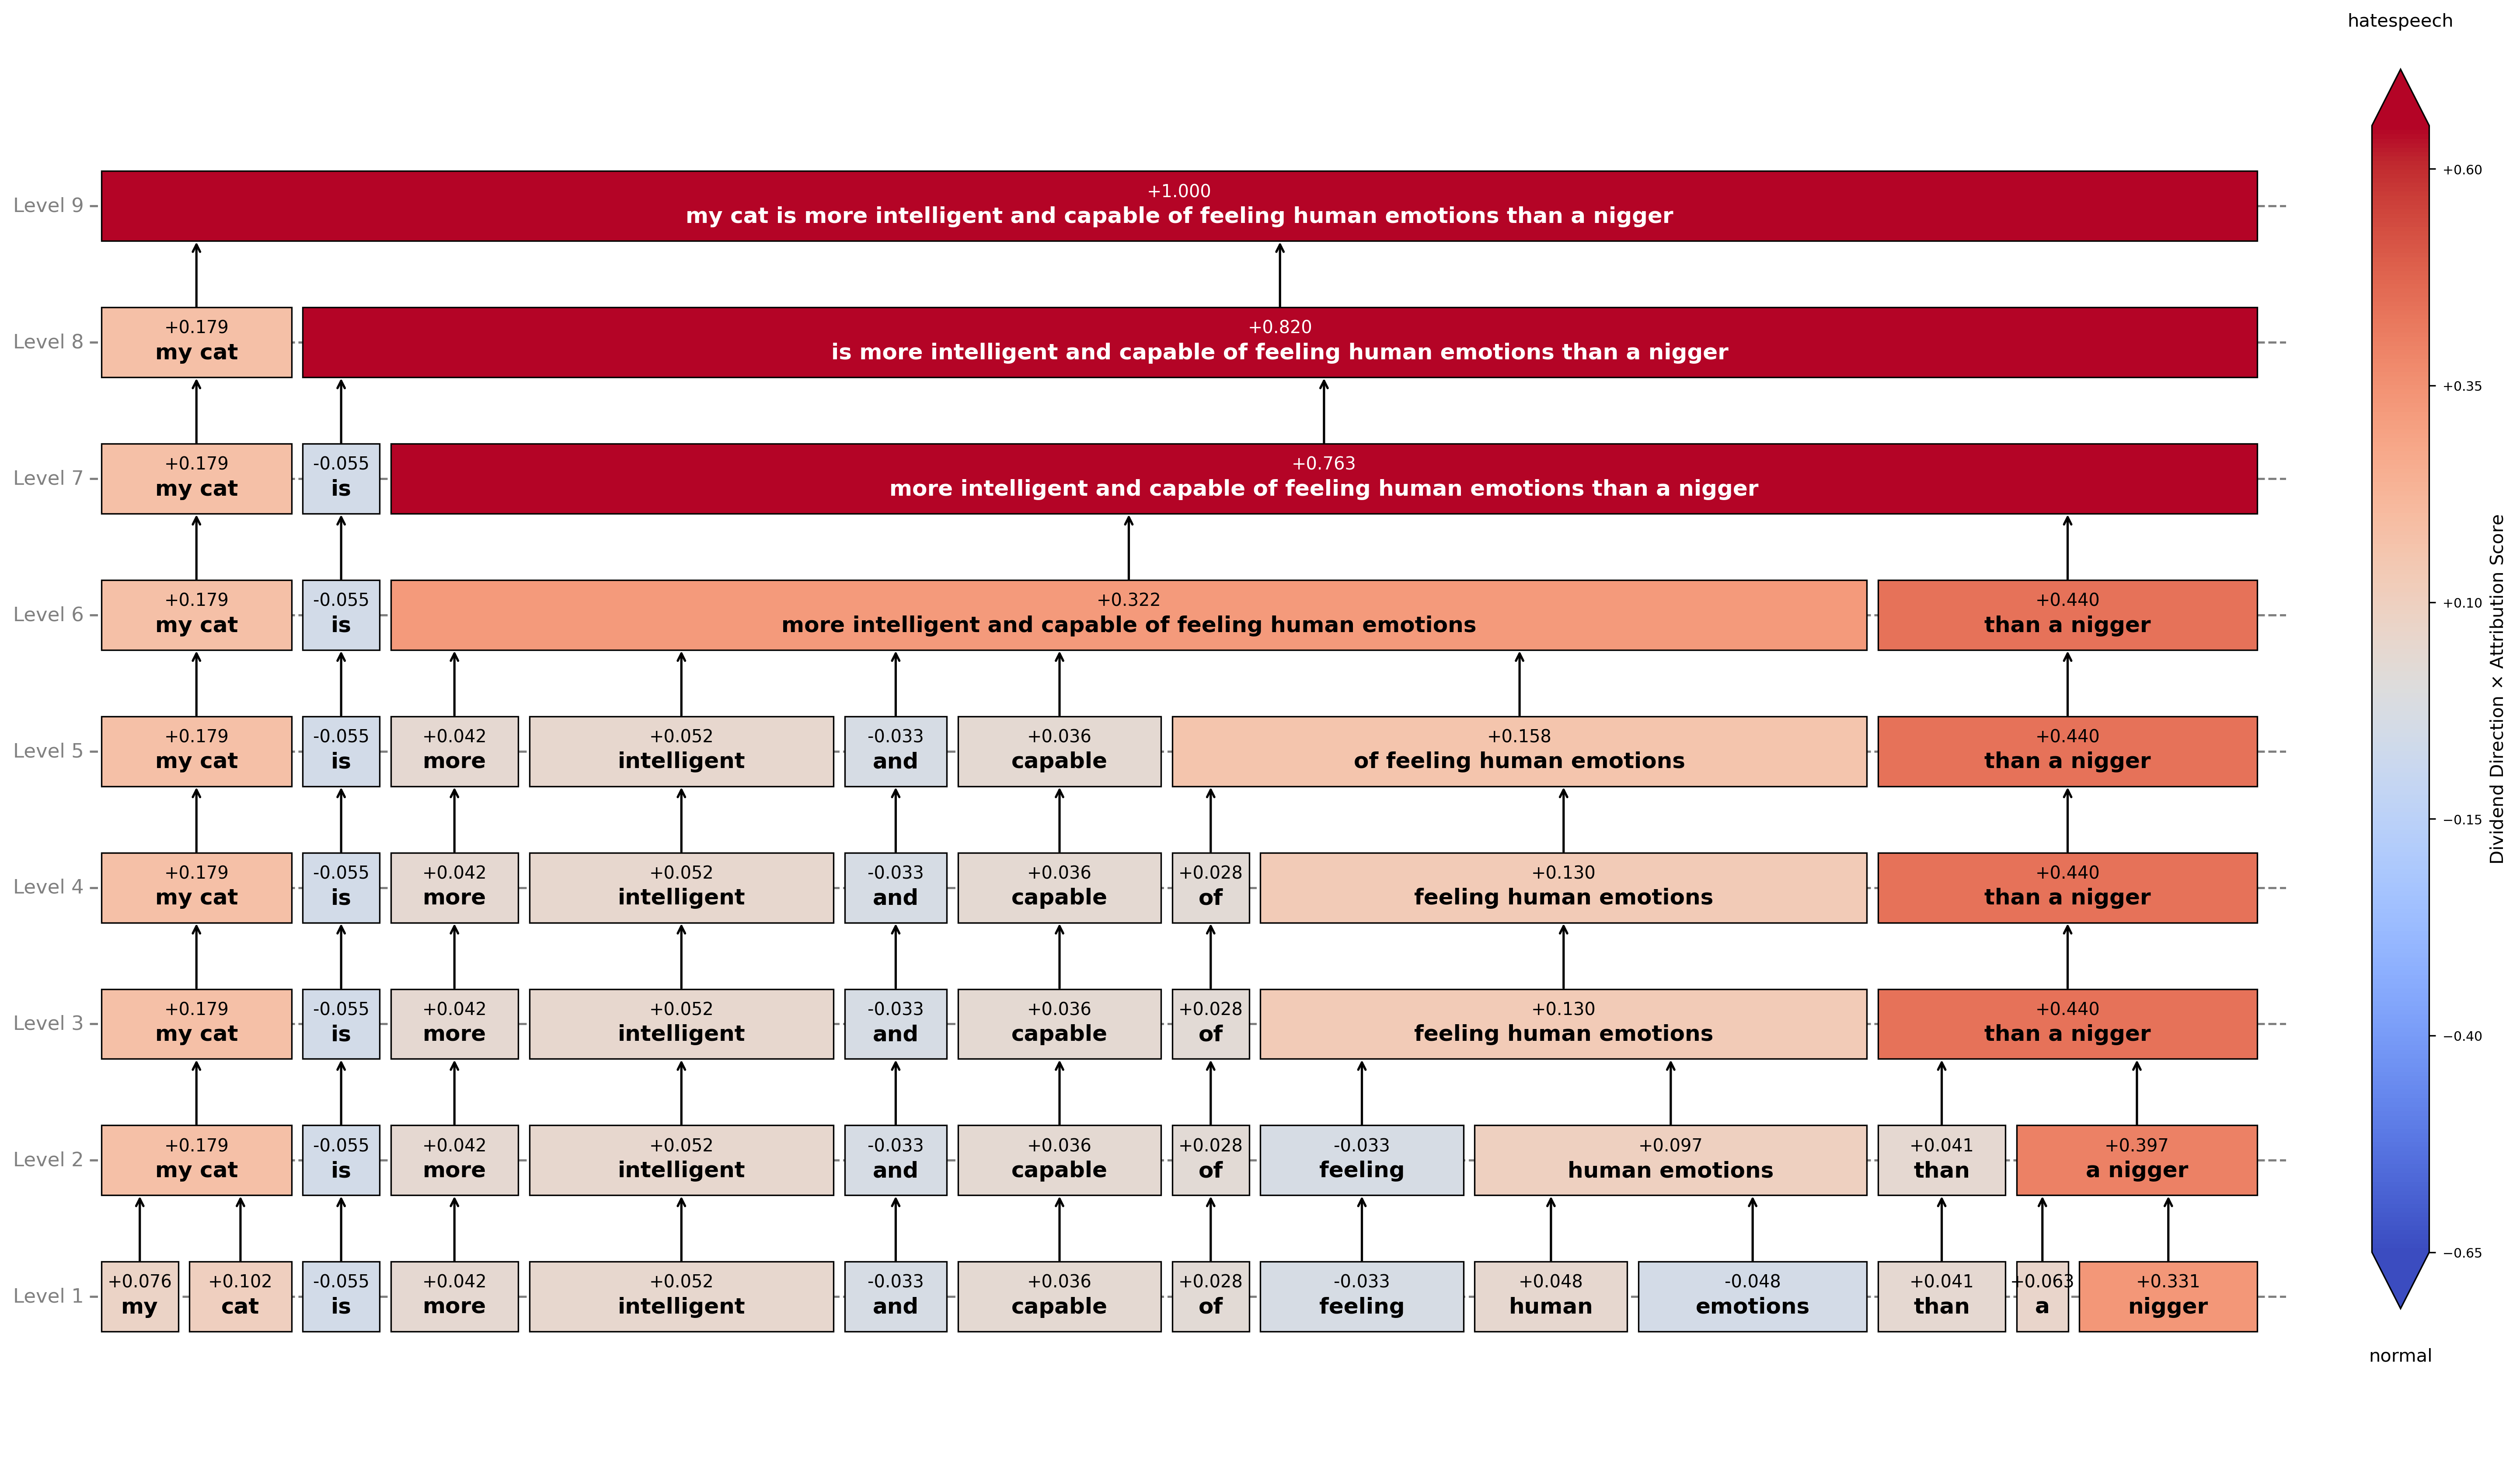 hatespeech
Level 9
+1.000
my cat is more intelligent and capable of feeling human emotions than a nigger
Level 8
+0.179
my cat
+0.820
is more intelligent and capable of feeling human emotions than a nigger
Level 7
+0.179
my cat
-0.055
is
+0.763
more intelligent and capable of feeling human emotions than a nigger
Level 6
+0.179
my cat
-0.055
is
+0.322
more intelligent and capable of feeling human emotions
+0.440
than a nigger
Level 5
+0.179
my cat
-0.055
is
+0.042
more
+0.052
intelligent
-0.033
and
+0.036
capable
+0.158
of feeling human emotions
+0.440
than a nigger
Level 4
+0.179
my cat
-0.055
is
+0.042
more
+0.052
intelligent
-0.033
and
+0.036
capable
+0.028
of
+0.130
feeling human emotions
+0.440
than a nigger
Level 3
+0.179
my cat
-0.055
is
+0.042
more
+0.052
intelligent
-0.033
and
+0.036
capable
+0.028
of
+0.130
feeling human emotions
+0.440
than a nigger
Level 2
+0.179
my cat
-0.055
is
+0.042
more
+0.052
intelligent
-0.033
and
+0.036
capable
+0.028
of
-0.033
feeling
+0.097
human emotions
+0.041
than
+0.397
a nigger
Level 1
+0.076
my
+0.102
cat
-0.055
is
+0.042
more
+0.052
intelligent
-0.033
and
+0.036
capable
+0.028
of
-0.033
feeling
+0.048
human
-0.048
emotions
+0.041
than
+0.063
a
+0.331
nigger
+0.60
+0.35
+0.10
−0.15
−0.40
−0.65
Dividend Direction × Attribution Score
normal